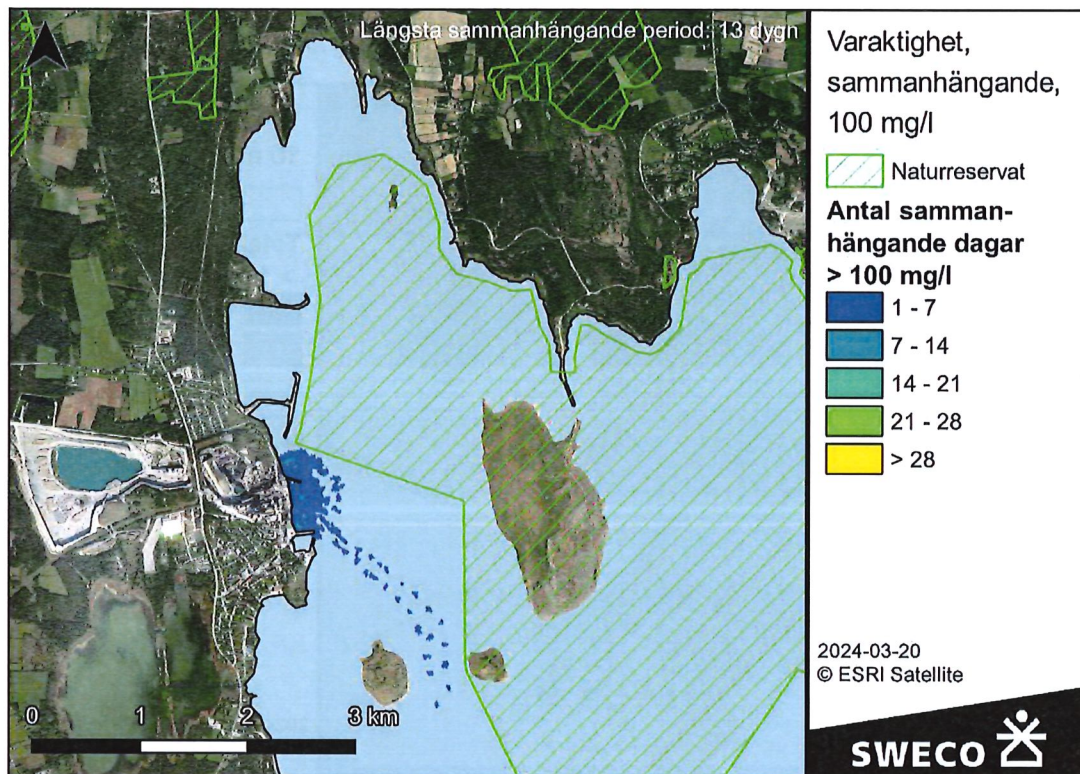 Längsta sammanhängande period: 13 dygn
0 1 2 3 km
Varaktighet,
sammanhängande,
100 mg/l
Naturreservat
Antal samman-
hängande dagar
> 100 mg/l
1 - 7
7 - 14
14 - 21
21 - 28
> 28
2024-03-20
© ESRI Satellite
SWECO